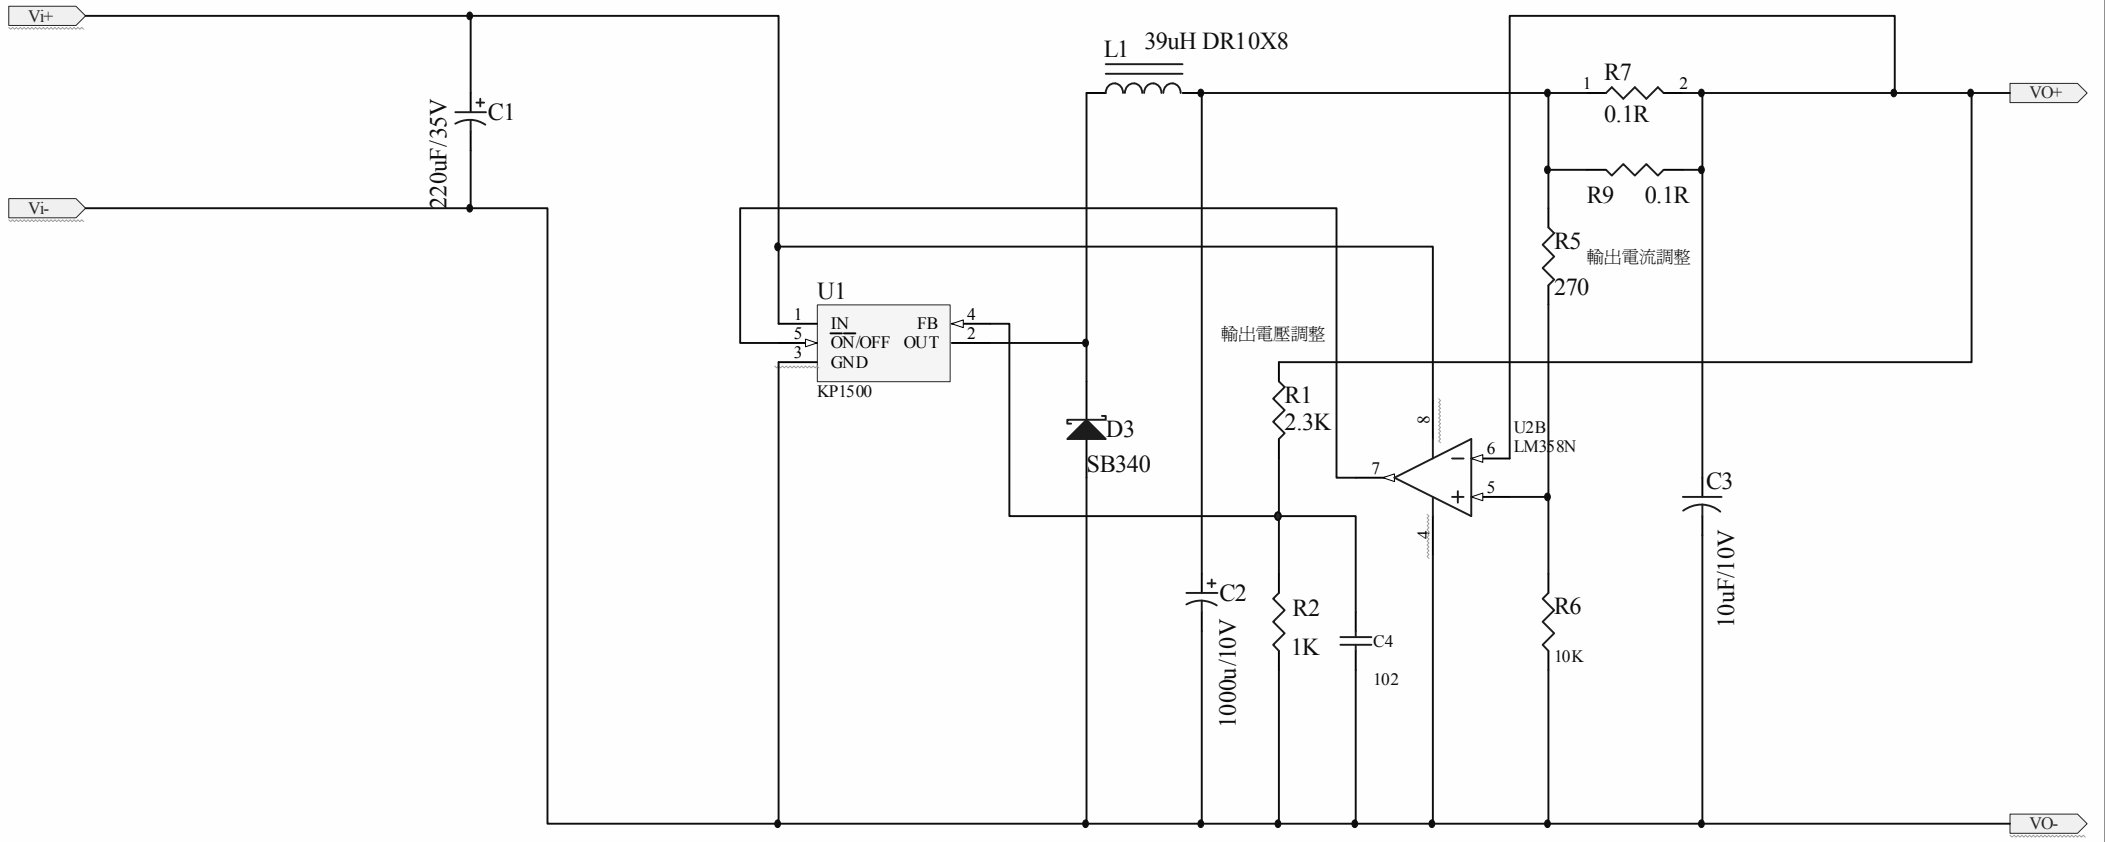 Vi+
Vi-
220uF/35V
+
C1
L1
39uH DR10X8
1
R7
2
0.1R
VO+
R9
0.1R
R5
輸出電流調整
270
U1
1
IN
5
ON/OFF
3
GND
FB
4
OUT
2
KP1500
輸出電壓調整
R1
2.3K
D3
SB340
8
U2B
LM358N
6
−
7
+
5
4
C3
10uF/10V
+
C2
1000u/10V
R2
1K
C4
102
R6
10K
VO-